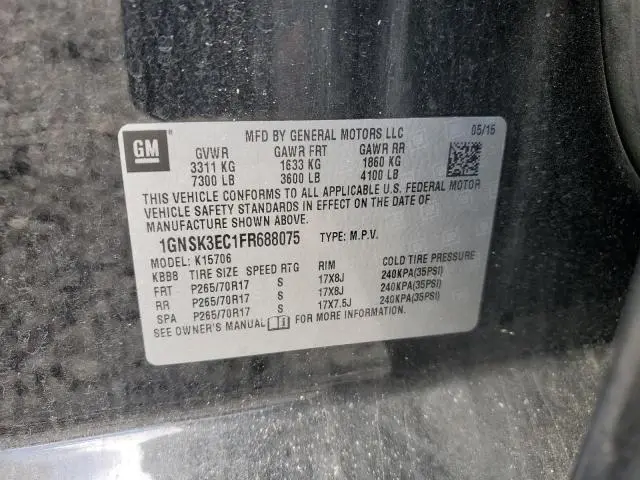 GM
MFD BY GENERAL MOTORS LLC 05/15
GVWR GAWR FRT GAWR RR
3311 KG 1633 KG 1860 KG
7300 LB 3600 LB 4100 LB
THIS VEHICLE CONFORMS TO ALL APPLICABLE U.S. FEDERAL MOTOR
VEHICLE SAFETY STANDARDS IN EFFECT ON THE DATE OF
MANUFACTURE SHOWN ABOVE.
1GNSK3EC1FR688075 TYPE: M.P.V.
MODEL: K15706
KBB8 TIRE SIZE SPEED RTG RIM COLD TIRE PRESSURE
FRT P265/70R17 S 17X8J 240KPA(35PSI)
RR P265/70R17 S 17X8J 240KPA(35PSI)
SPA P265/70R17 S 17X7.5J 240KPA(35PSI)
SEE OWNER'S MANUAL FOR MORE INFORMATION.